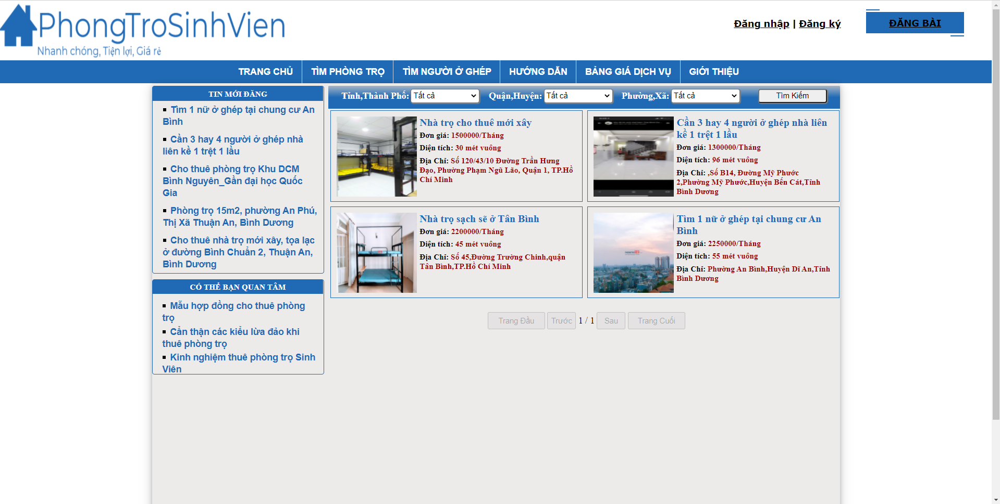 PhongTroSinhVien
Nhanh chóng, Tiện lợi, Giá rẻ
Đăng nhập | Đăng ký
ĐĂNG BÀI
TRANG CHỦ
TÌM PHÒNG TRỌ
TÌM NGƯỜI Ở GHÉP
HƯỚNG DẪN
BẢNG GIÁ DỊCH VỤ
GIỚI THIỆU
TIN MỚI ĐĂNG
Tìm 1 nữ ở ghép tại chung cư An
Bình
Cần 3 hay 4 người ở ghép nhà
liên kề 1 trệt 1 lầu
Cho thuê phòng trọ Khu DCM
Bình Nguyên_Gần đại học Quốc
Gia
Phòng trọ 15m2, phường An Phú,
Thị Xã Thuận An, Bình Dương
Cho thuê nhà trọ mới xây, tọa lạc
ở đường Bình Chuẩn 2, Thuận An,
Bình Dương
CÓ THỂ BẠN QUAN TÂM
Mẫu hợp đồng cho thuê phòng
trọ
Cẩn thận các kiểu lừa đảo khi
thuê phòng trọ
Kinh nghiệm thuê phòng trọ Sinh
Viên
Tỉnh,Thành Phố: Tất cả
Quận,Huyện: Tất cả
Phường,Xã: Tất cả
Tìm Kiếm
Nhà trọ cho thuê mới xây
Đơn giá: 1500000/Tháng
Diện tích: 30 mét vuông
Địa Chỉ: Số 120/43/10 Đường Trần Hưng
Đạo, Phường Phạm Ngũ Lão, Quận 1, TP.Hồ
Chí Minh
Cần 3 hay 4 người ở ghép nhà liên
kề 1 trệt 1 lầu
Đơn giá: 1300000/Tháng
Diện tích: 96 mét vuông
Địa Chỉ: ,Số B14, Đường Mỹ Phước
2,Phường Mỹ Phước,Huyện Bến Cát,Tỉnh
Bình Dương
Nhà trọ sạch sẽ ở Tân Bình
Đơn giá: 2200000/Tháng
Diện tích: 45 mét vuông
Địa Chỉ: Số 45,Đường Trường Chinh,quận
Tân Bình,TP.Hồ Chí Minh
Tìm 1 nữ ở ghép tại chung cư An
Bình
Đơn giá: 2250000/Tháng
Diện tích: 55 mét vuông
Địa Chỉ: Phường An Bình,Huyện Dĩ An,Tỉnh
Bình Dương
Trang Đầu
Trước
1 / 1
Sau
Trang Cuối